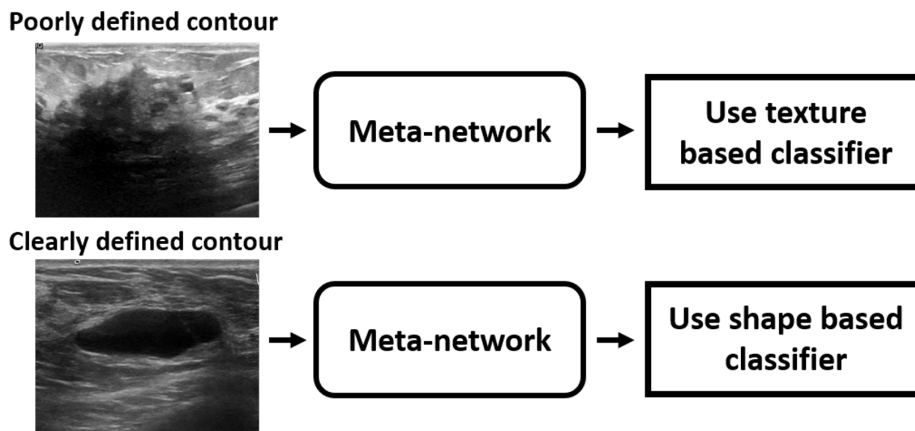 Poorly defined contour
Meta-network
Use texture
based classifier
Clearly defined contour
Meta-network
Use shape based
classifier